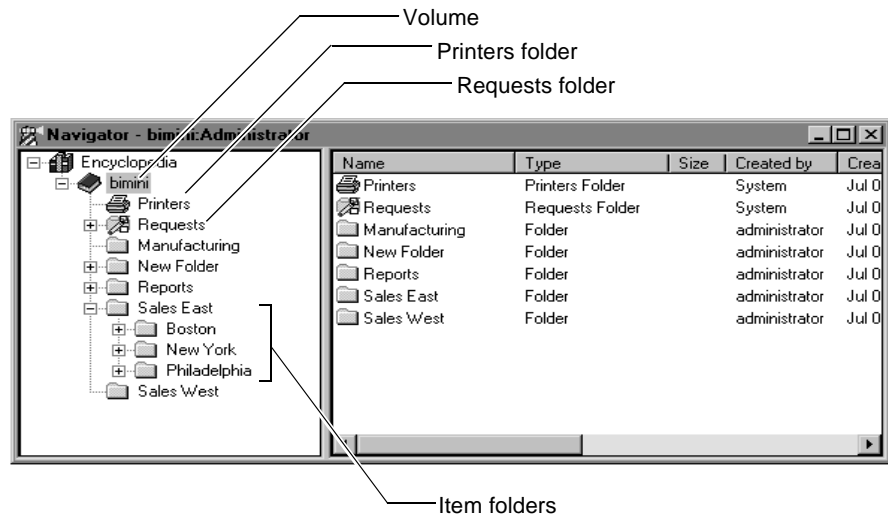 Volume
Printers folder
Requests folder
Navigator - bimini:Administrator
Encyclopedia
bimini
Printers
Requests
Manufacturing
New Folder
Reports
Sales East
Boston
New York
Philadelphia
Sales West
Name Type Size Created by Crea
Printers Printers Folder System Jul 0
Requests Requests Folder System Jul 0
Manufacturing Folder administrator Jul 0
New Folder Folder administrator Jul 0
Reports Folder administrator Jul 0
Sales East Folder administrator Jul 0
Sales West Folder administrator Jul 0
Item folders